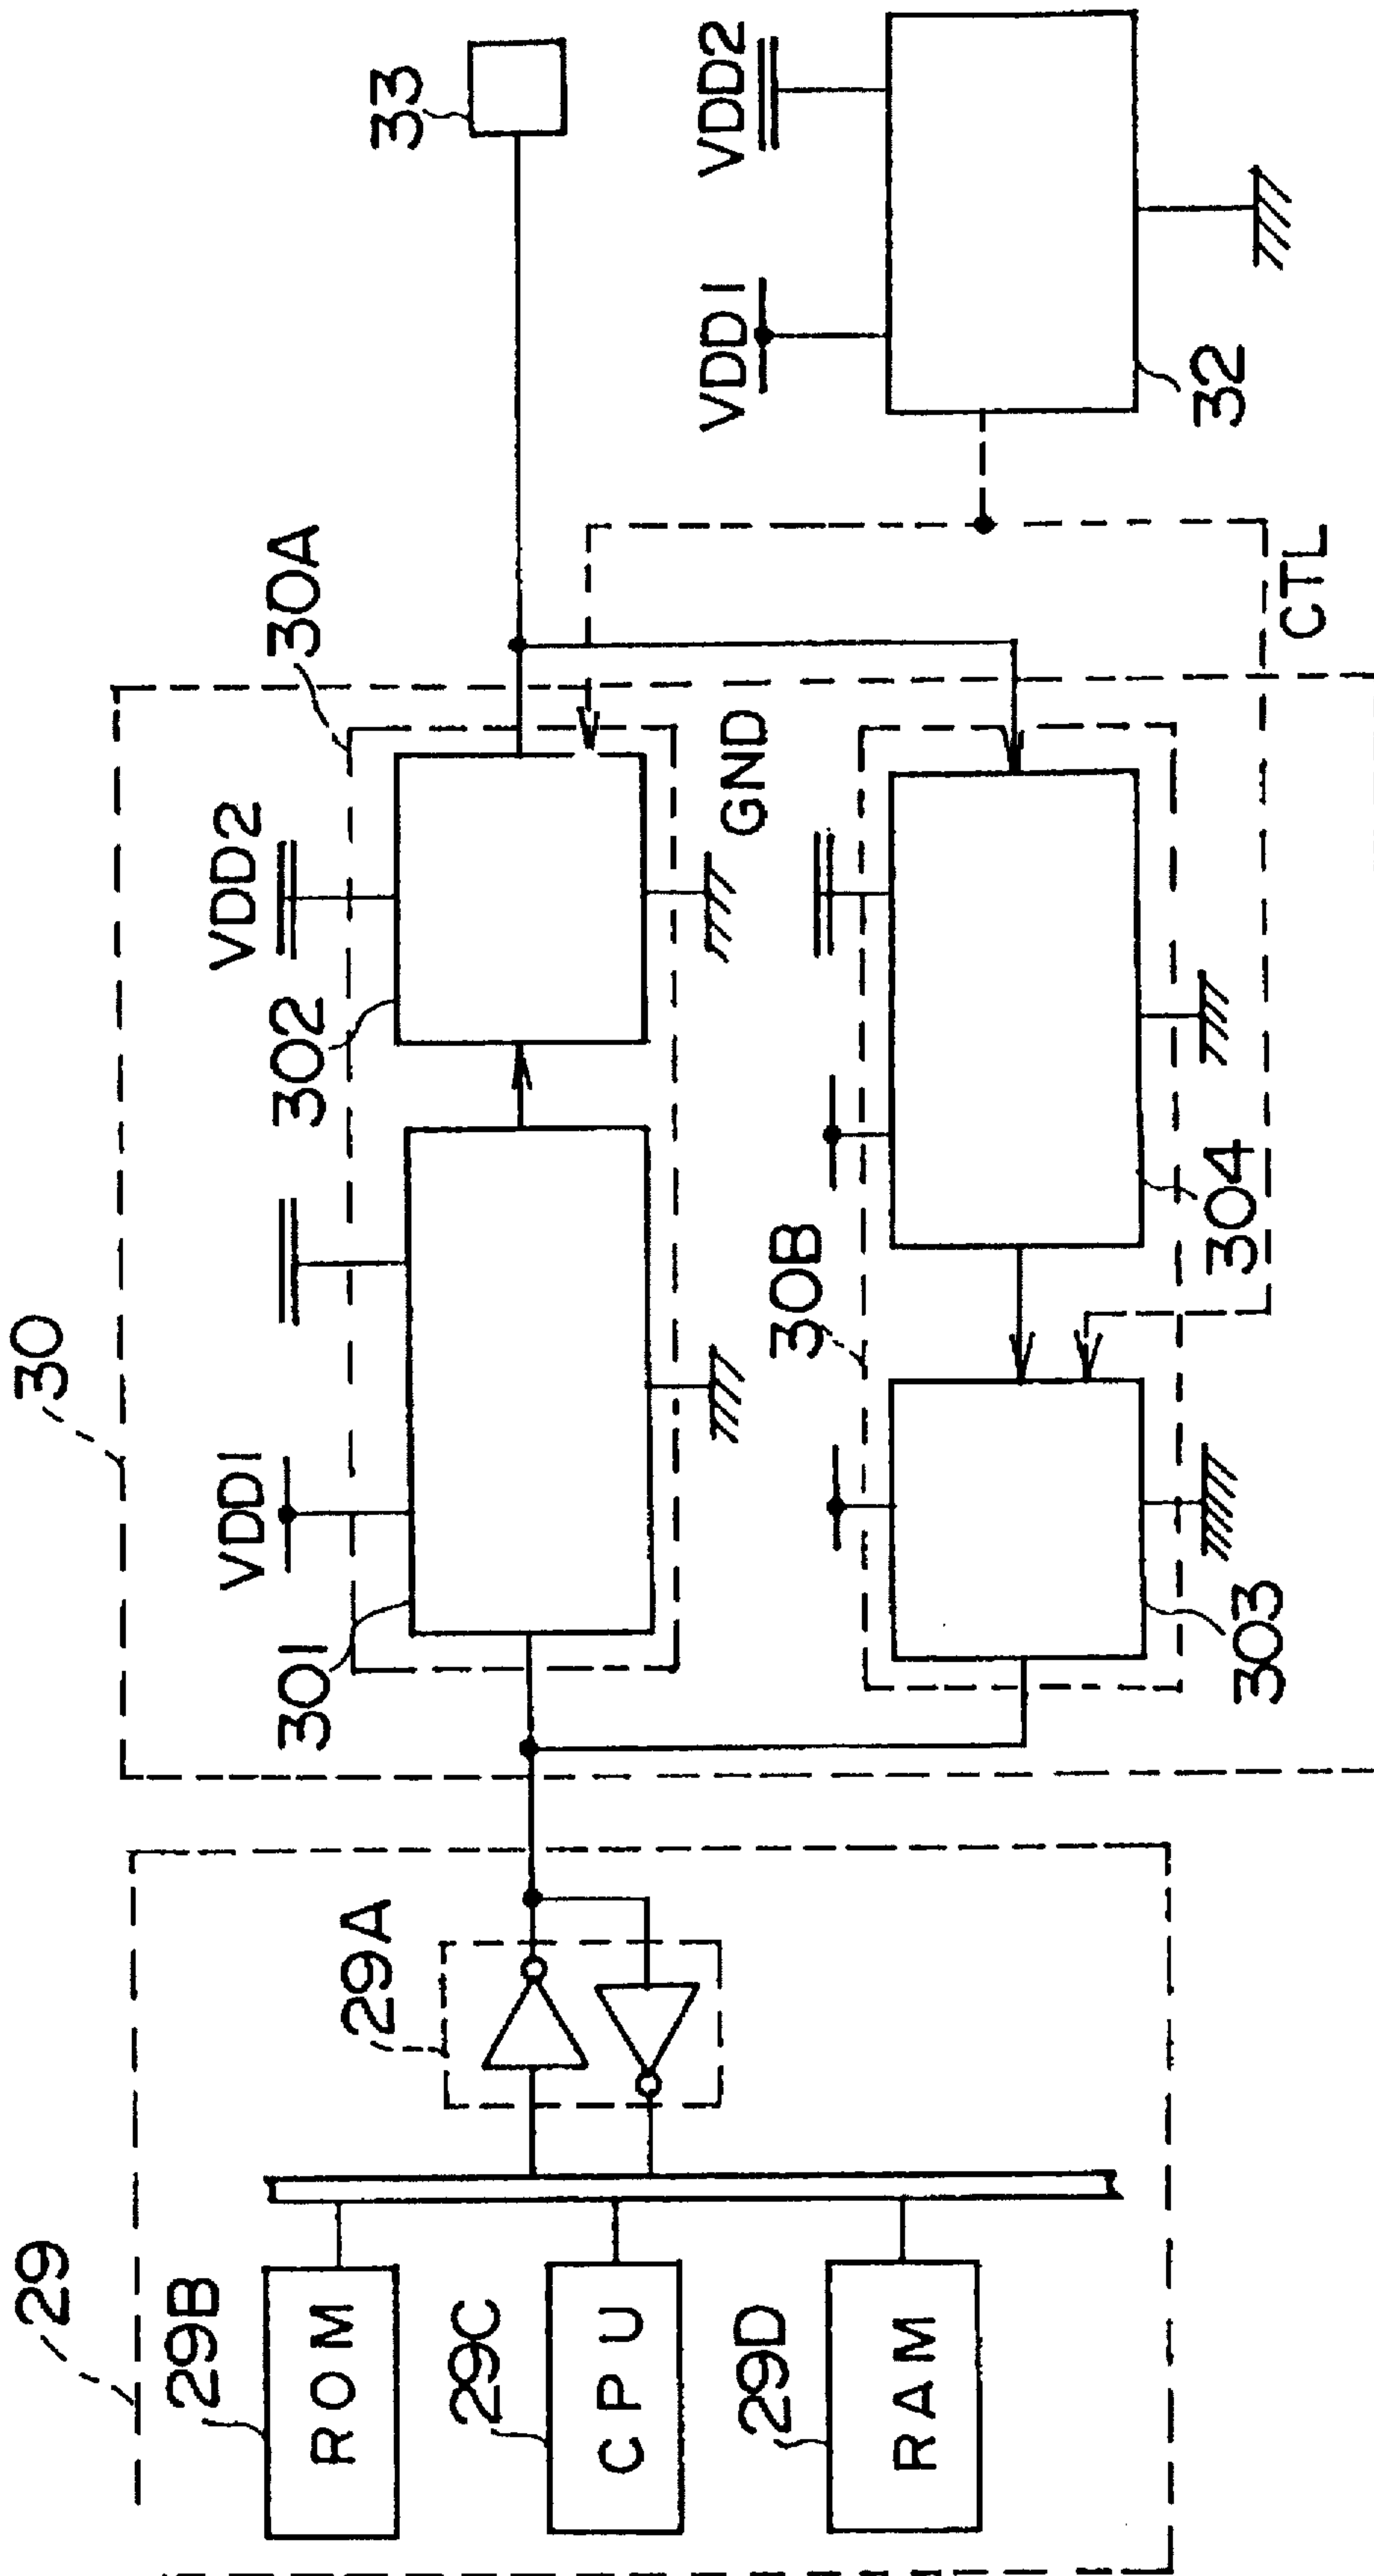 29
29B
ROM
29C
CPU
29D
RAM
29A
30
VDD1
301
VDD2
302
30A
GND
30B
303
304
CTL
33
VDD1
VDD2
32